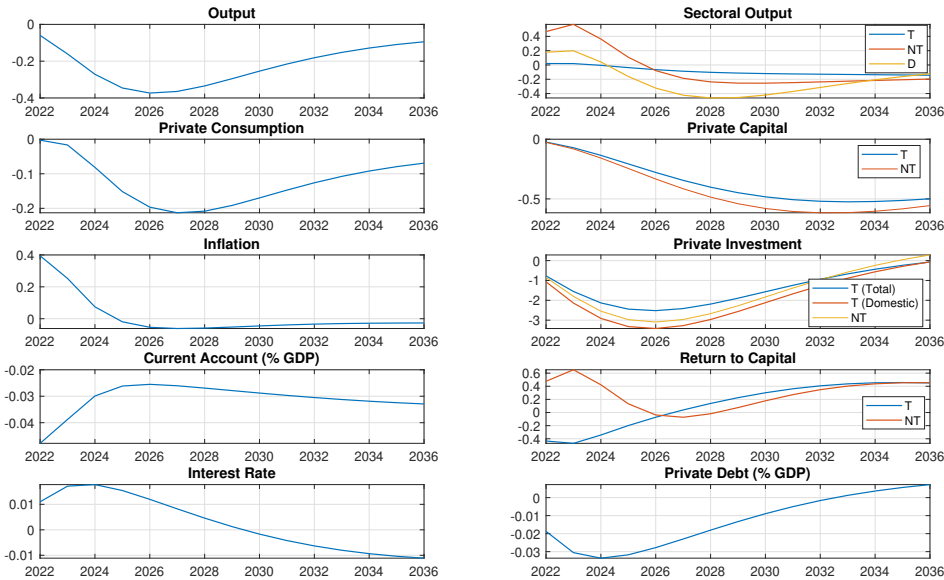 Output
0
-0.2
-0.4
2022 2024 2026 2028 2030 2032 2034 2036
Sectoral Output
0.4
0.2
0
-0.2
-0.4
T
NT
D
2022 2024 2026 2028 2030 2032 2034 2036
Private Consumption
0
-0.1
-0.2
2022 2024 2026 2028 2030 2032 2034 2036
Private Capital
0
-0.5
T
NT
2022 2024 2026 2028 2030 2032 2034 2036
Inflation
0.4
0.2
0
2022 2024 2026 2028 2030 2032 2034 2036
Private Investment
0
-1
-2
-3
T (Total)
T (Domestic)
NT
2022 2024 2026 2028 2030 2032 2034 2036
Current Account (% GDP)
-0.02
-0.03
-0.04
2022 2024 2026 2028 2030 2032 2034 2036
Return to Capital
0.6
0.4
0.2
0
-0.2
-0.4
T
NT
2022 2024 2026 2028 2030 2032 2034 2036
Interest Rate
0.01
0
-0.01
2022 2024 2026 2028 2030 2032 2034 2036
Private Debt (% GDP)
0
-0.01
-0.02
-0.03
2022 2024 2026 2028 2030 2032 2034 2036